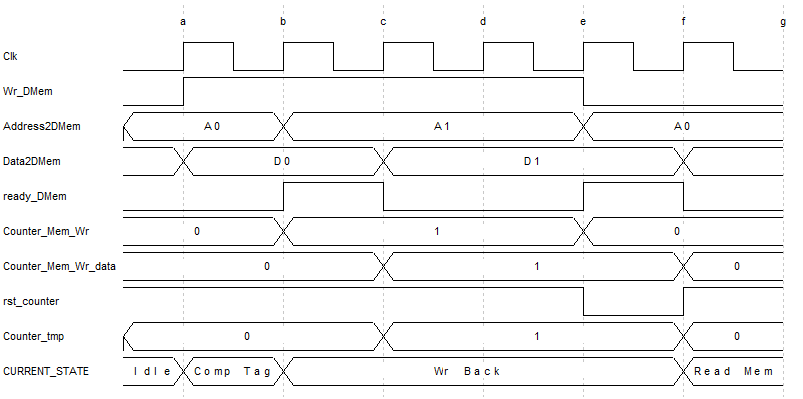 a b c d e f g
Clk
Wr_DMem
Address2DMem A0 A1 A0
Data2DMem D0 D1
ready_DMem
Counter_Mem_Wr 0 1 0
Counter_Mem_Wr_data 0 1 0
rst_counter
Counter_tmp 0 1 0
CURRENT_STATE Idle Comp Tag Wr Back Read Mem